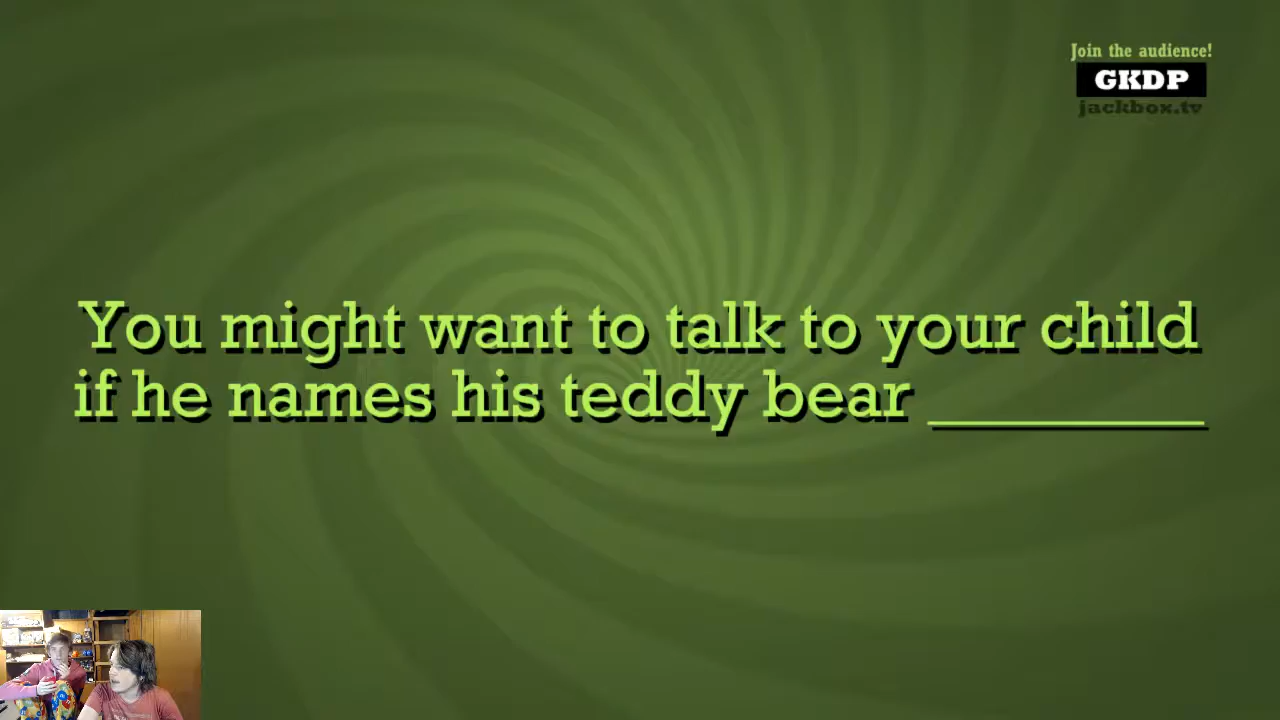 Join the audience!
GKDP
jackbox.tv
You might want to talk to your child
if he names his teddy bear __________